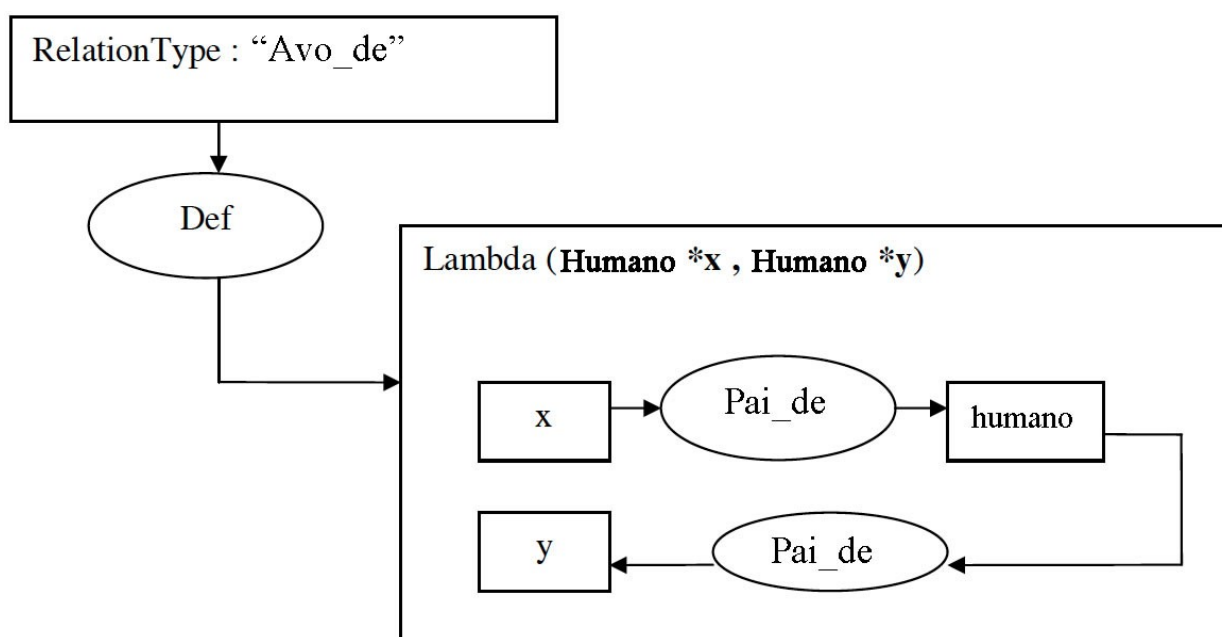 RelationType : “Avo_de”
Def
Lambda (Humano *x , Humano *y)
x
Pai_de
humano
y
Pai_de